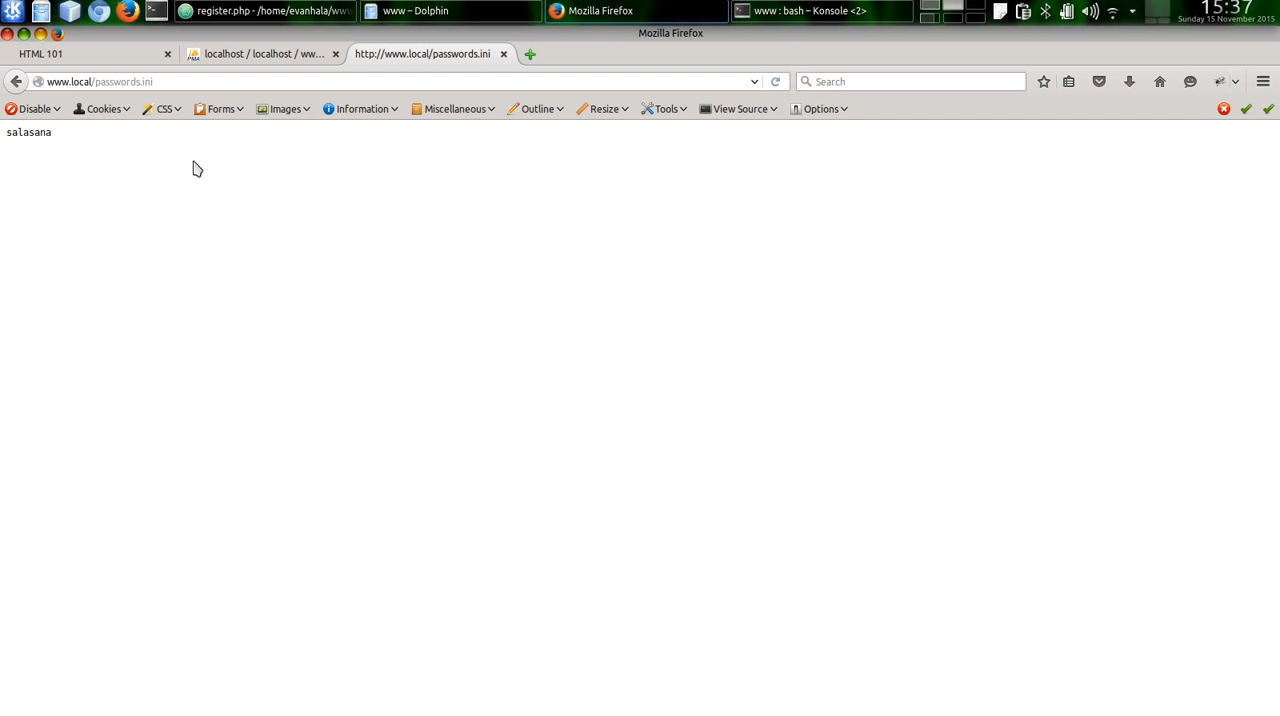 register.php - /home/evanhala/www
www – Dolphin
Mozilla Firefox
www : bash – Konsole <2>
15:37
Sunday 15 November 2015
Mozilla Firefox
HTML 101
localhost / localhost / ww...
http://www.local/passwords.ini
www.local/passwords.ini
Search
Disable
Cookies
CSS
Forms
Images
Information
Miscellaneous
Outline
Resize
Tools
View Source
Options
salasana